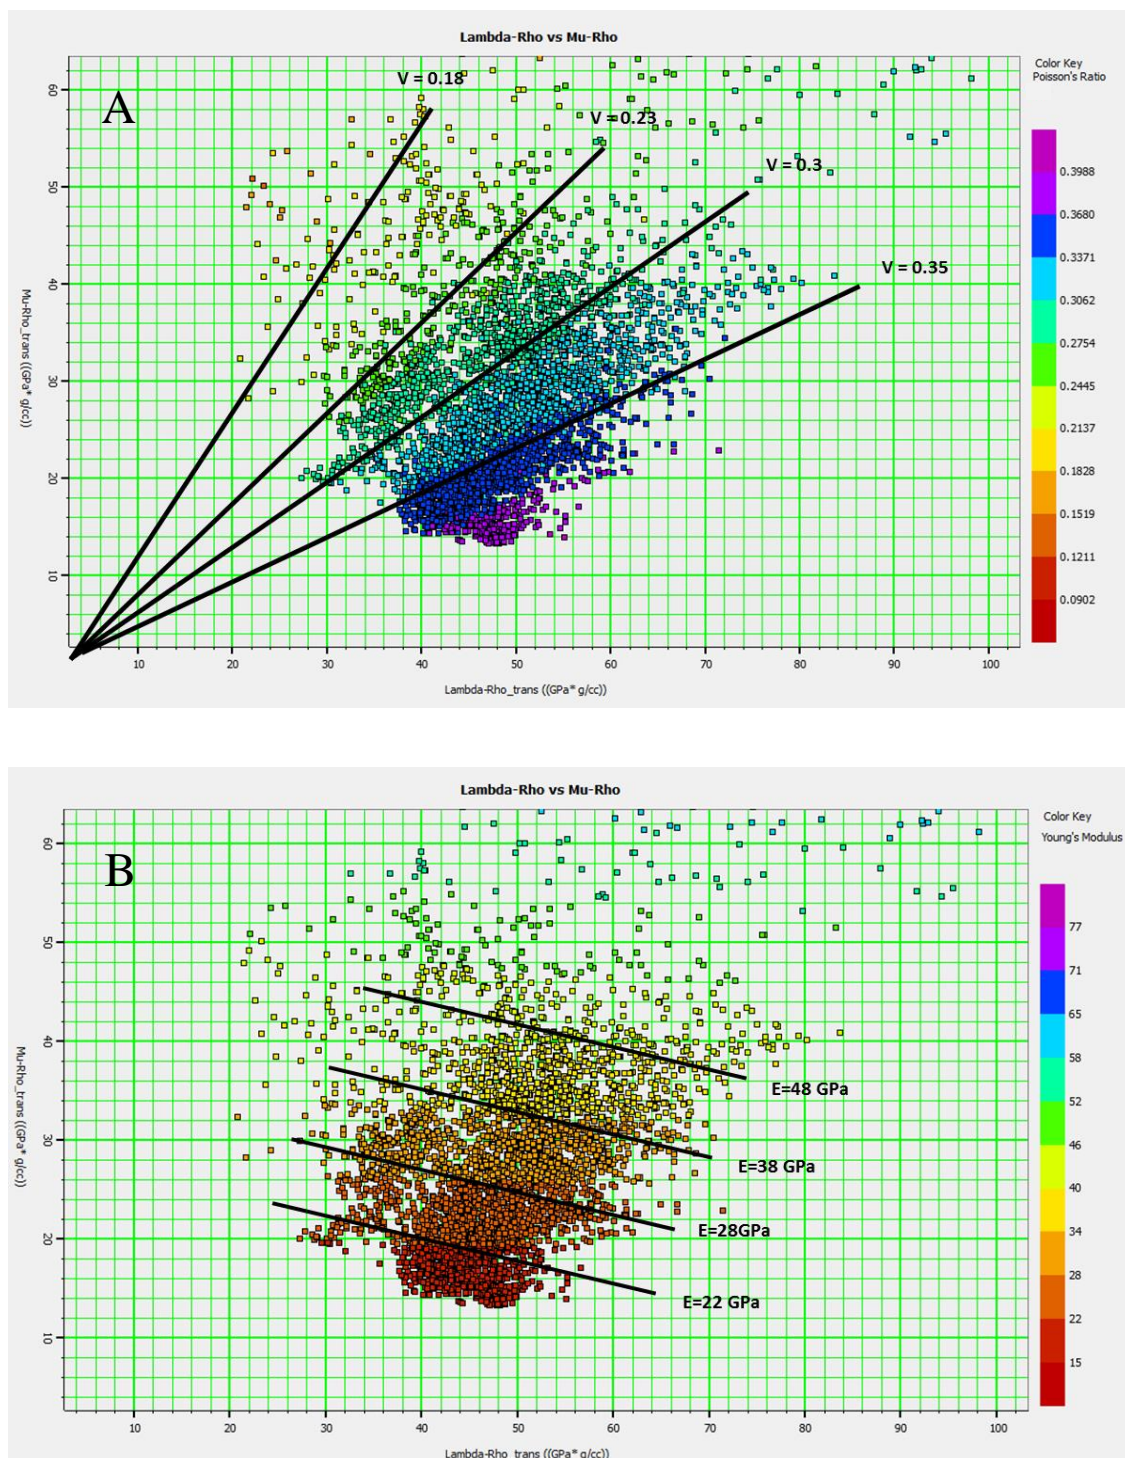 Lambda-Rho vs Mu-Rho
Color Key
Poisson's Ratio
A
V = 0.18
V = 0.23
V = 0.3
V = 0.35
0.3988
0.3680
0.3371
0.3062
0.2754
0.2445
0.2137
0.1828
0.1519
0.1211
0.0902
Mu-Rho_trans ((GPa* g/cc))
60
50
40
30
20
10
10 20 30 40 50 60 70 80 90 100
Lambda-Rho_trans ((GPa* g/cc))
Lambda-Rho vs Mu-Rho
Color Key
Young's Modulus
B
E=48 GPa
E=38 GPa
E=28GPa
E=22 GPa
77
71
65
58
52
46
40
34
28
22
15
Mu-Rho_trans ((GPa* g/cc))
60
50
40
30
20
10
10 20 30 40 50 60 70 80 90 100
Lambda-Rho_trans ((GPa* g/cc))